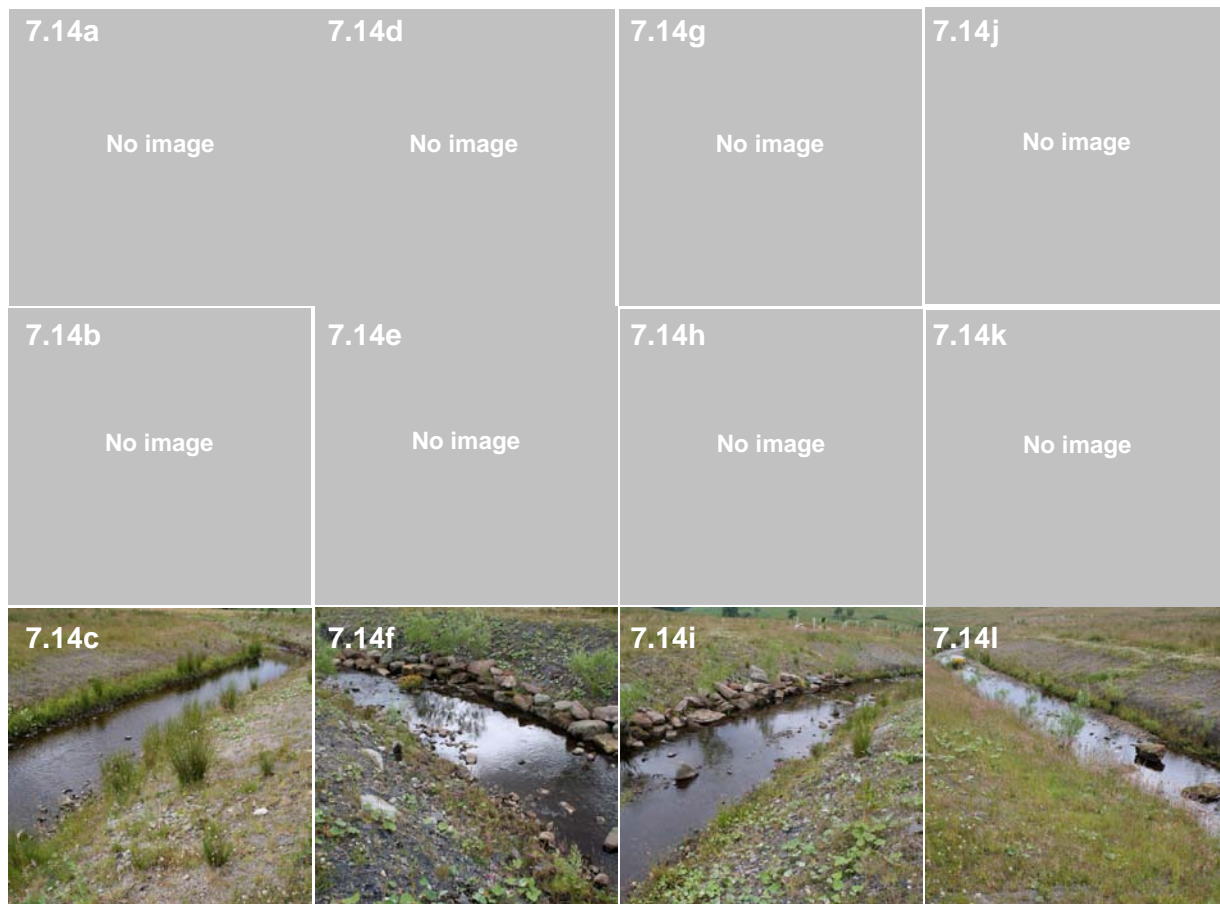 7.14a
No image
7.14d
No image
7.14g
No image
7.14j
No image
7.14b
No image
7.14e
No image
7.14h
No image
7.14k
No image
7.14c
7.14f
7.14i
7.14l